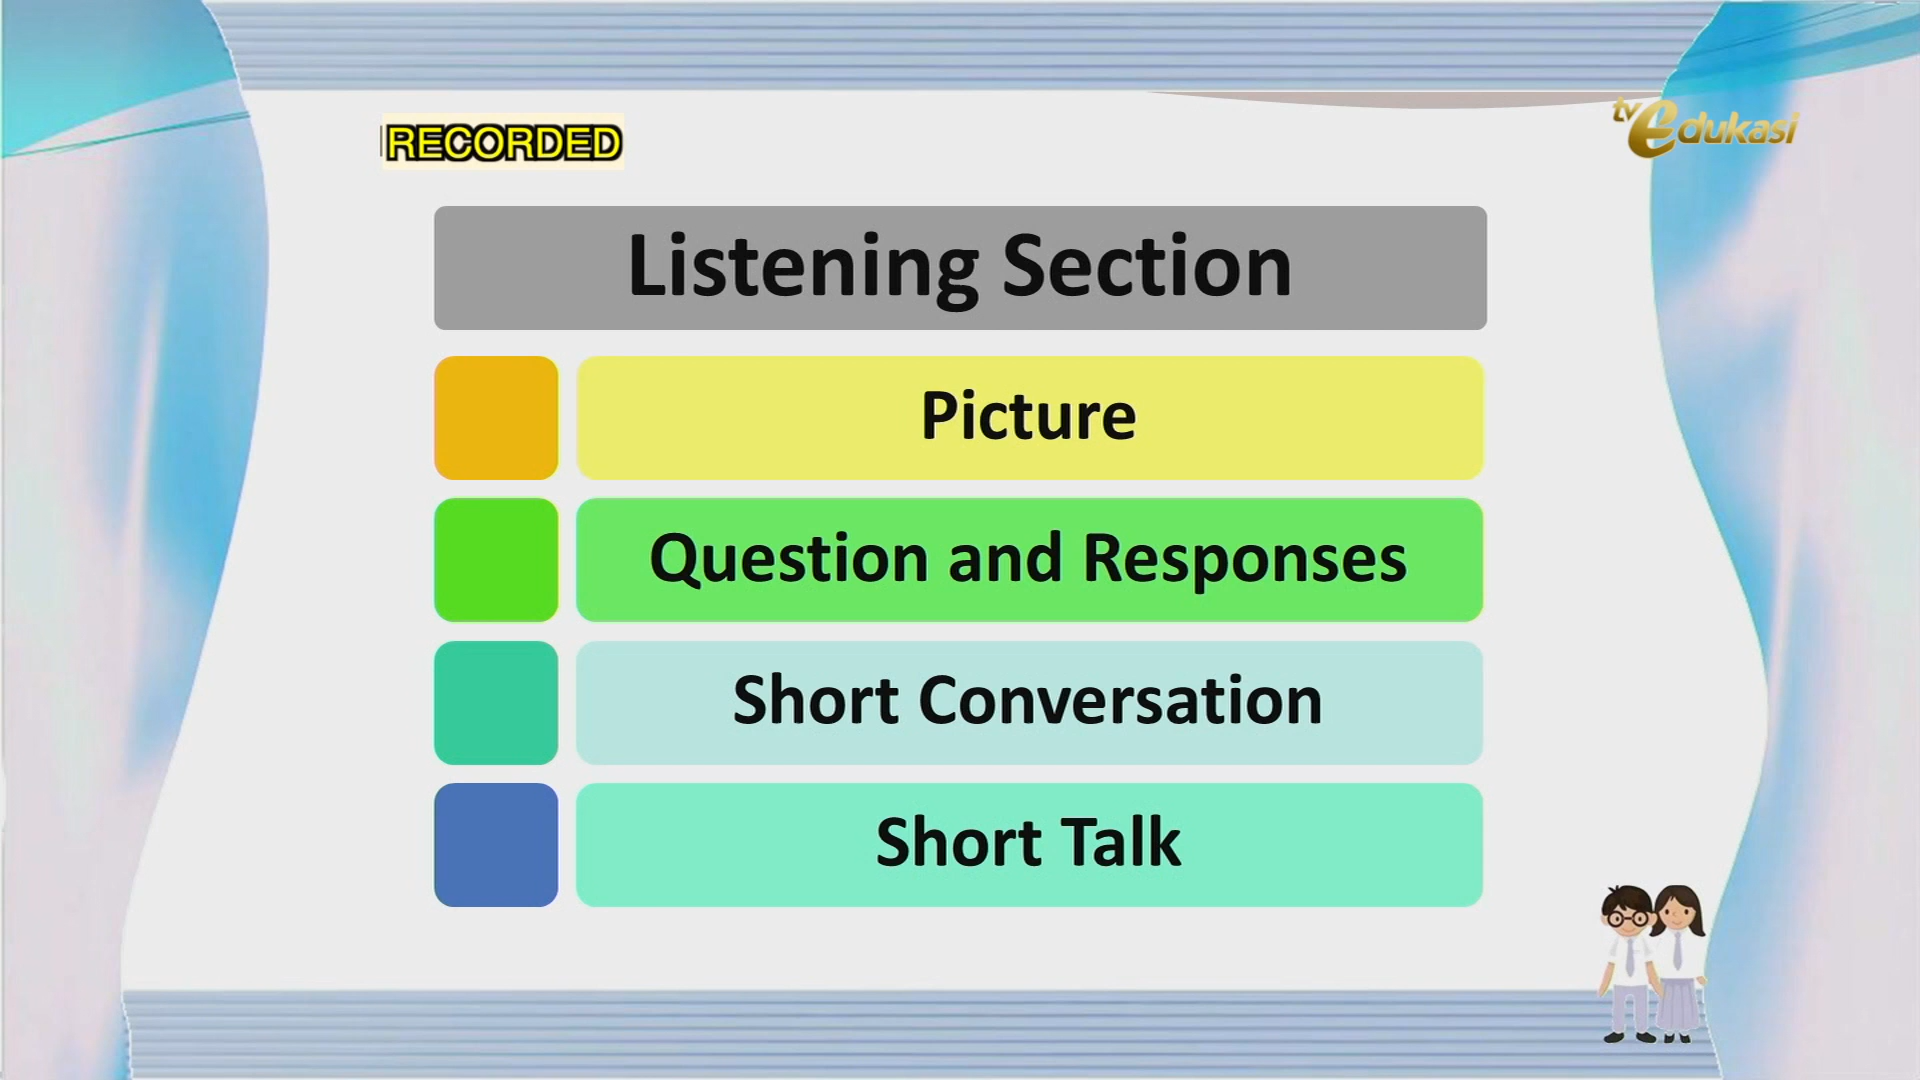 RECORDED
tv edukasi
Listening Section
Picture
Question and Responses
Short Conversation
Short Talk